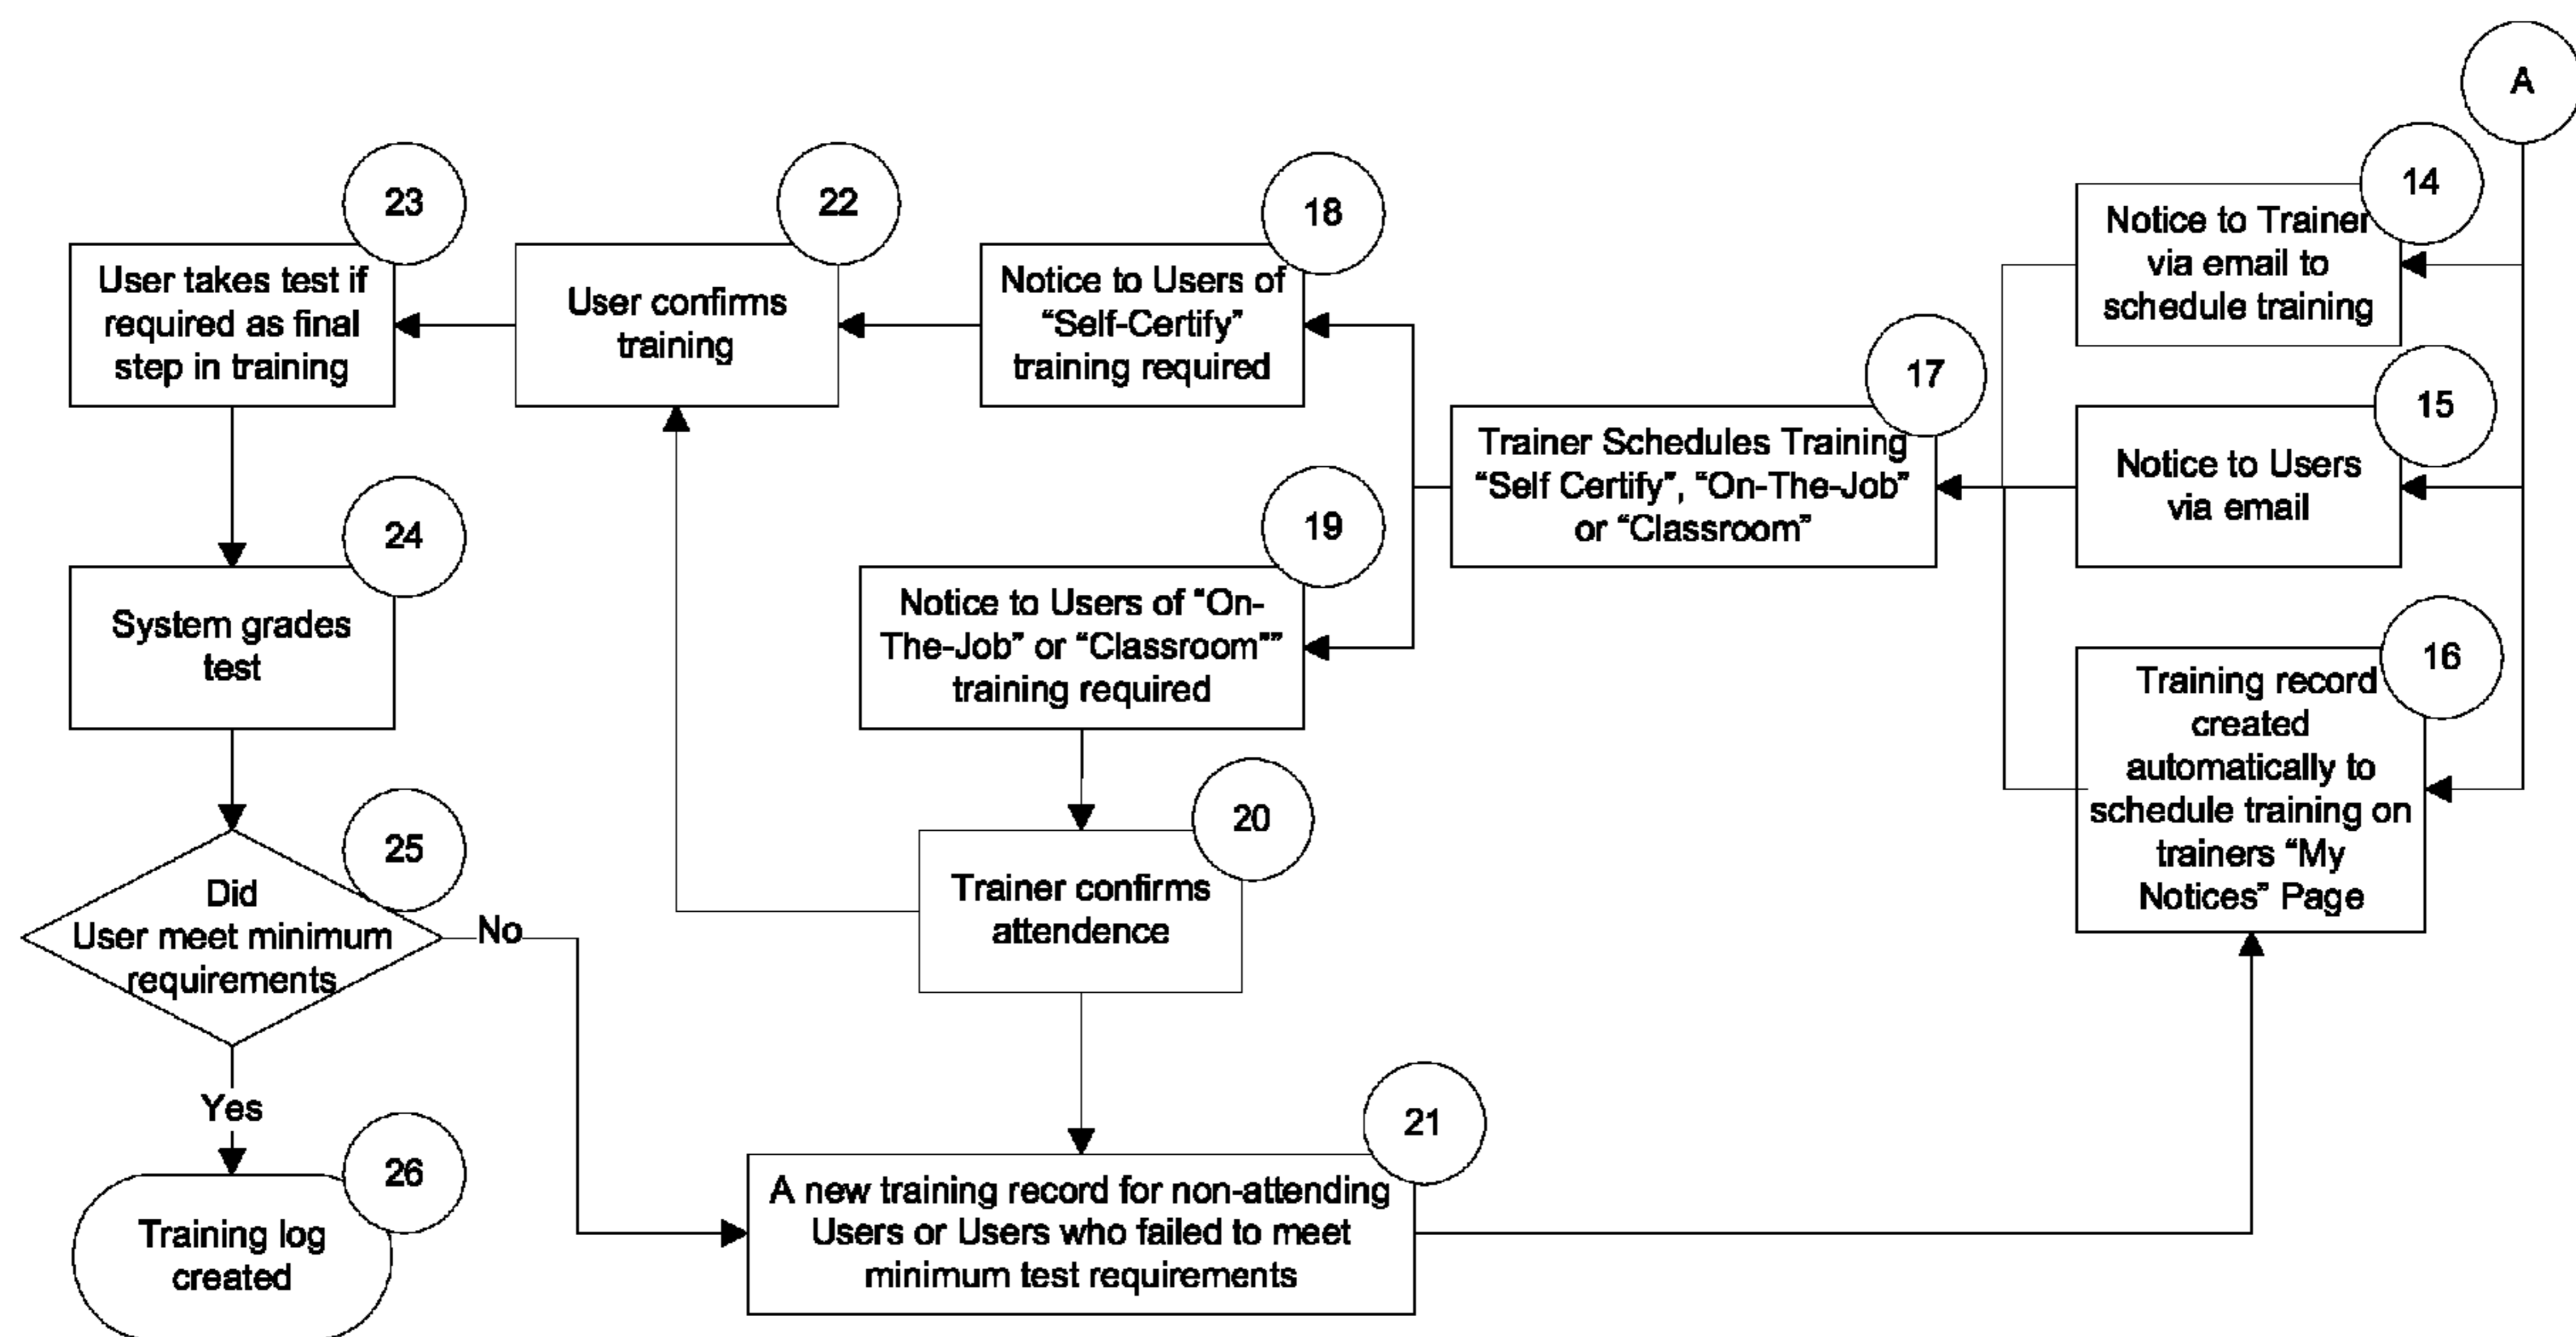 A
14
Notice to Trainer
via email to
schedule training
15
Notice to Users
via email
16
Training record
created
automatically to
schedule training on
trainers “My
Notices” Page
17
Trainer Schedules Training
“Self Certify”, “On-The-Job”
or “Classroom”
18
Notice to Users of
“Self-Certify”
training required
19
Notice to Users of “On-
The-Job” or “Classroom””
training required
20
Trainer confirms
attendence
21
A new training record for non-attending
Users or Users who failed to meet
minimum test requirements
22
User confirms
training
23
User takes test if
required as final
step in training
24
System grades
test
25
Did
User meet minimum
requirements
No
Yes
26
Training log
created